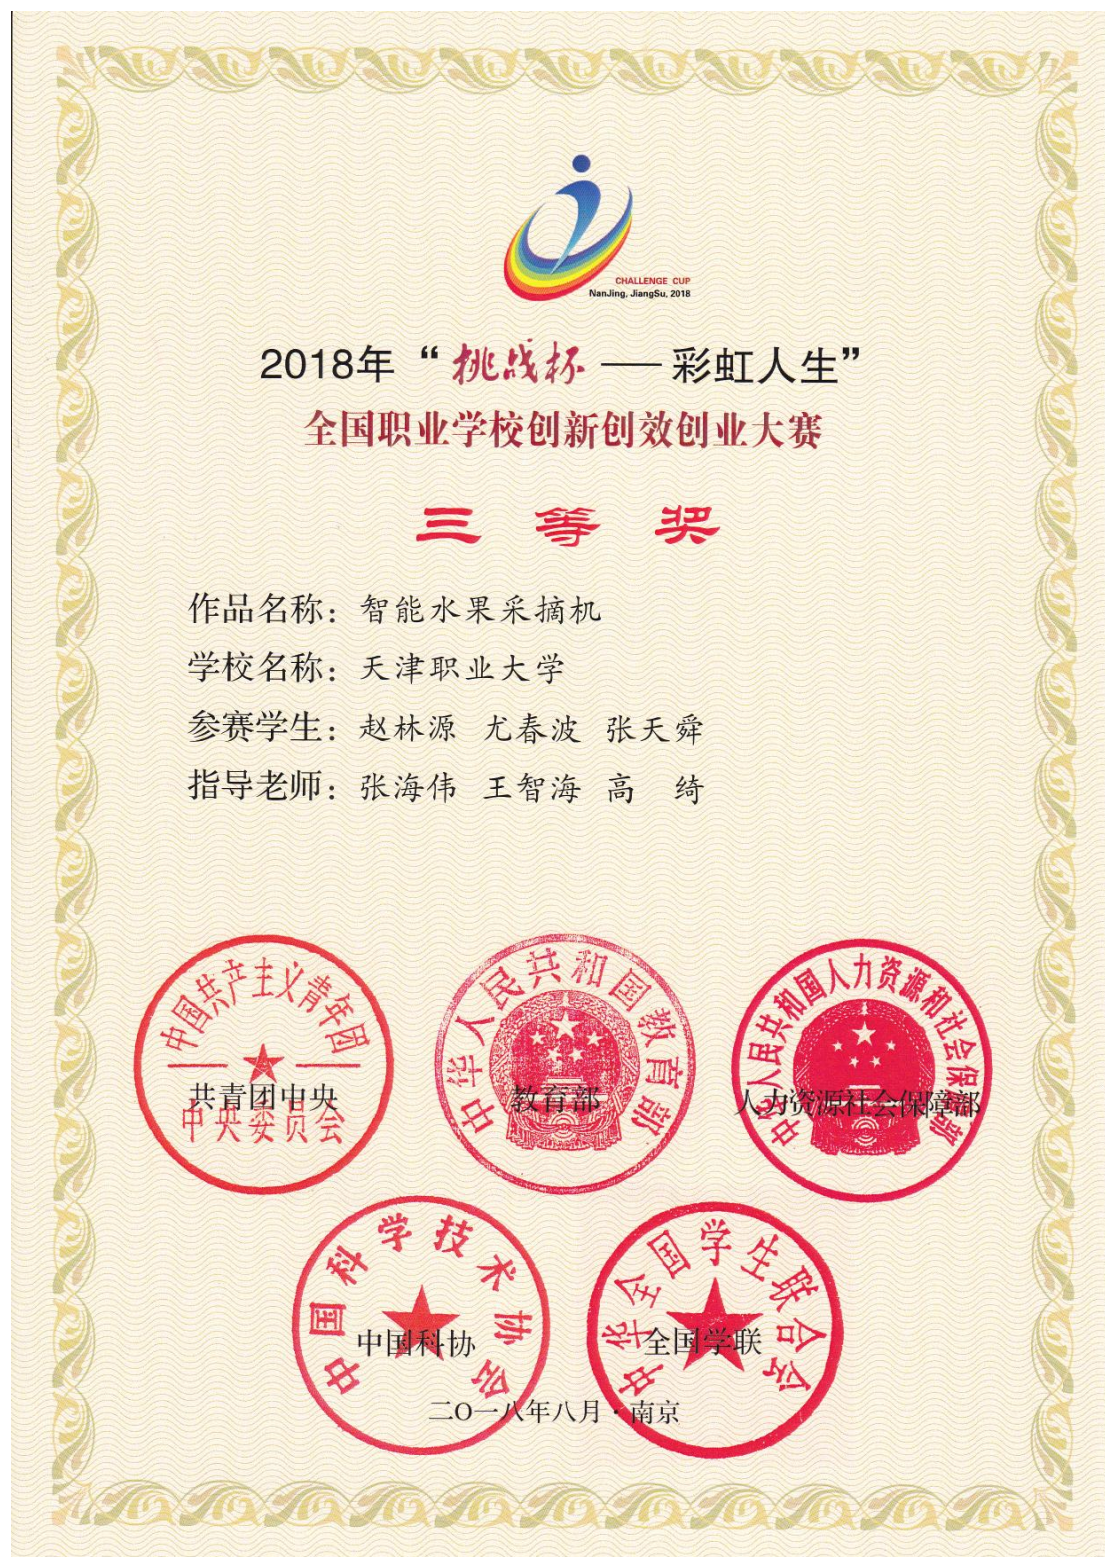 CHALLENGE CUP
NanJing, JiangSu, 2018
2018年“挑战杯——彩虹人生”
全国职业学校创新创效创业大赛
三 等 奖
作品名称：智能水果采摘机
学校名称：天津职业大学
参赛学生：赵林源 尤春波 张天舜
指导老师：张海伟 王智海 高 绮
中国共产主义青年团
中央委员会
共青团中央
中华人民共和国教育部
教育部
中华人民共和国人力资源和社会保障部
人力资源社会保障部
中国科学技术协会
中国科协
中华全国学生联合会
全国学联
二O一八年八月·南京